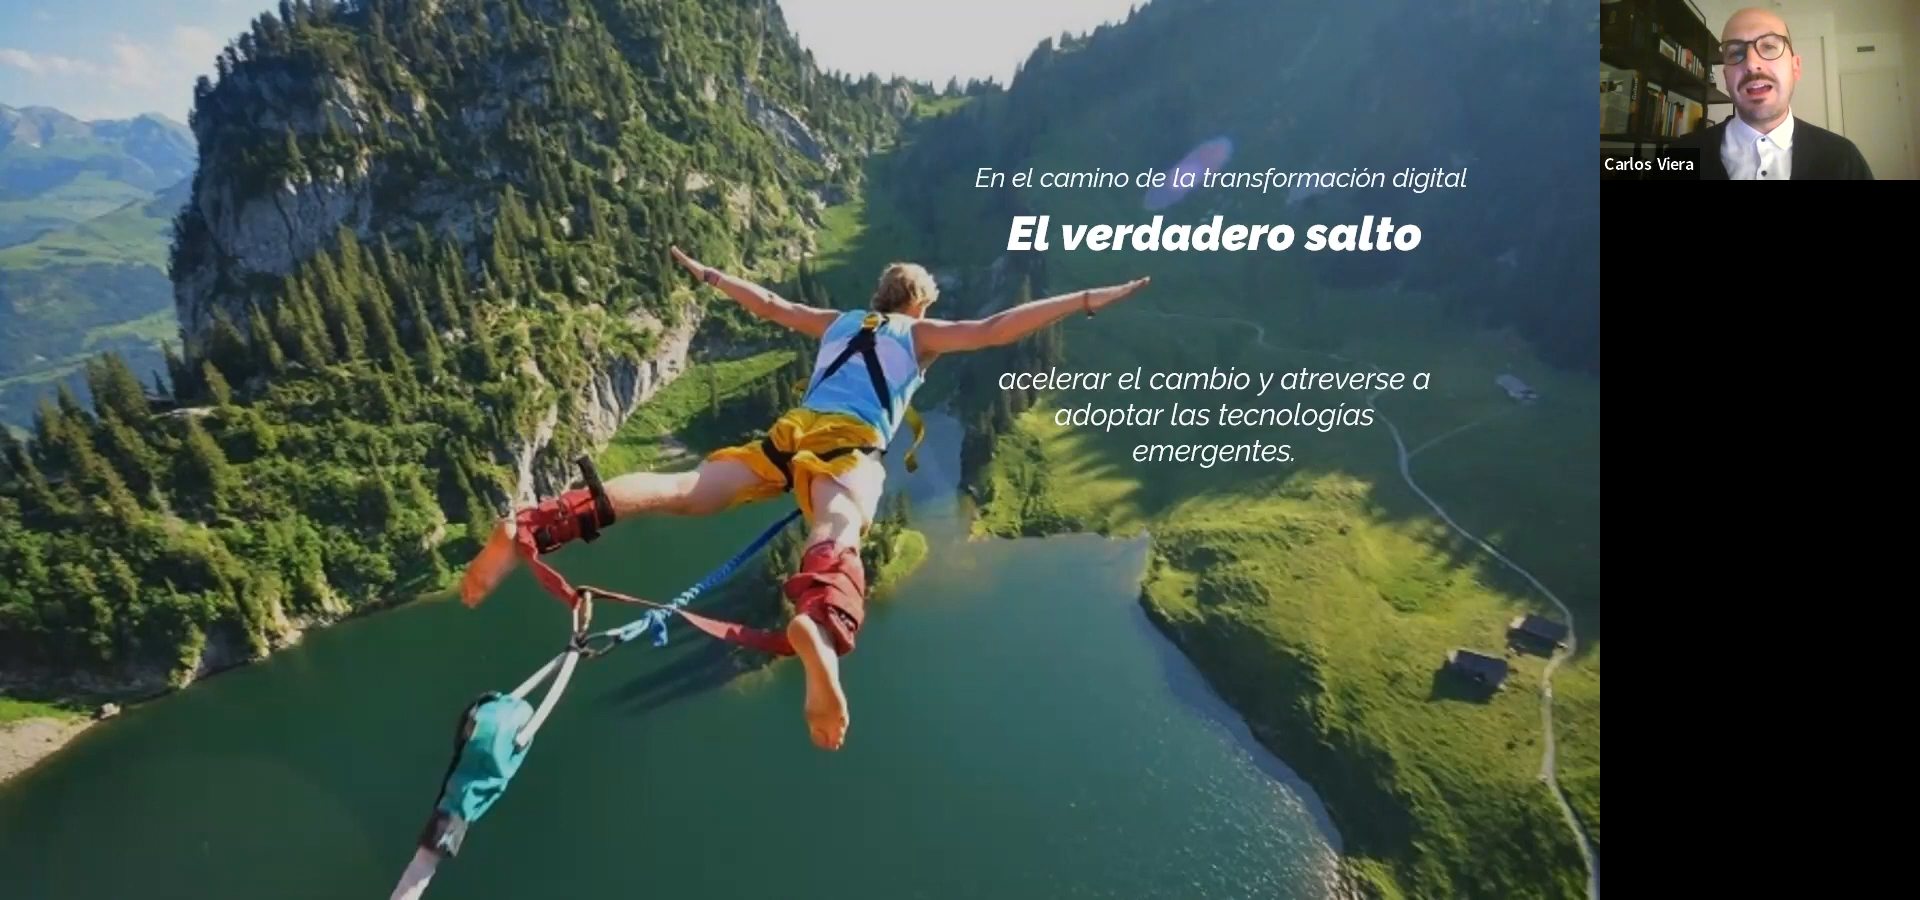 En el camino de la transformación digital
El verdadero salto
acelerar el cambio y atreverse a
adoptar las tecnologías
emergentes.
Carlos Viera